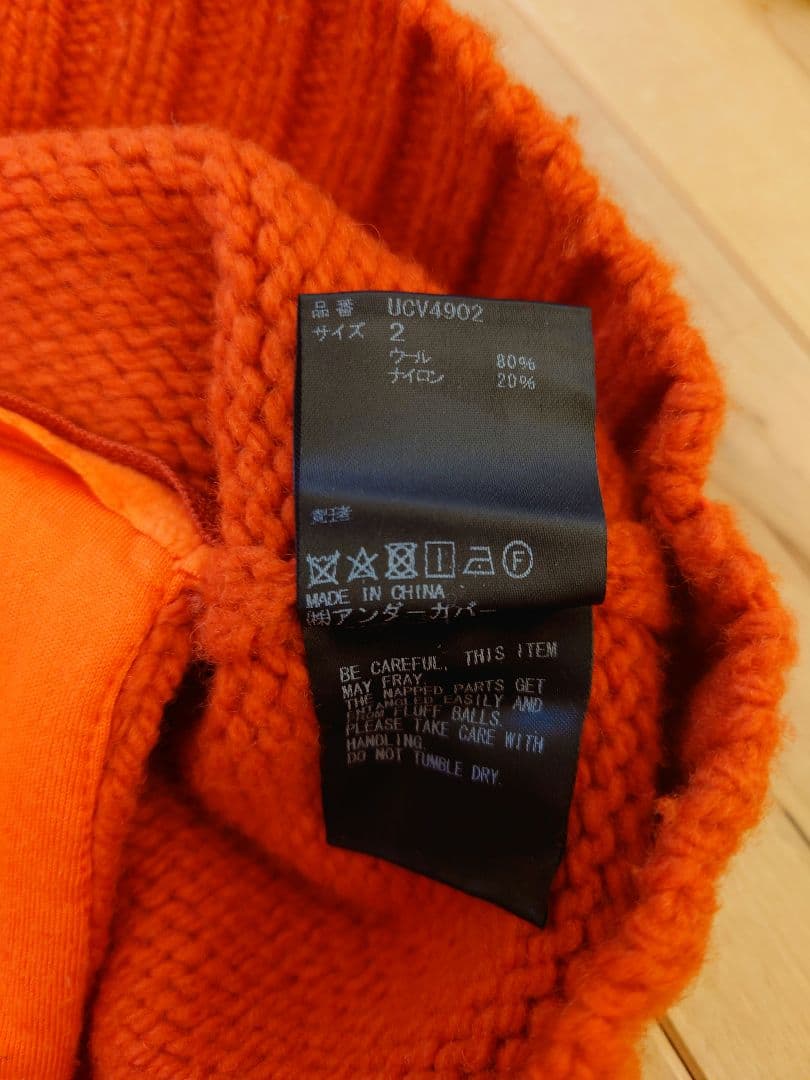 品番 UCV4902
サイズ 2
ウール 80%
ナイロン 20%
F
MADE IN CHINA
㈱アンダーカバー
BE CAREFUL, THIS ITEM
MAY FRAY.
THE NAPPED PARTS GET
ENTANGLED EASILY AND
FROM FLUFF BALLS.
PLEASE TAKE CARE WITH
HANDLING.
DO NOT TUMBLE DRY.